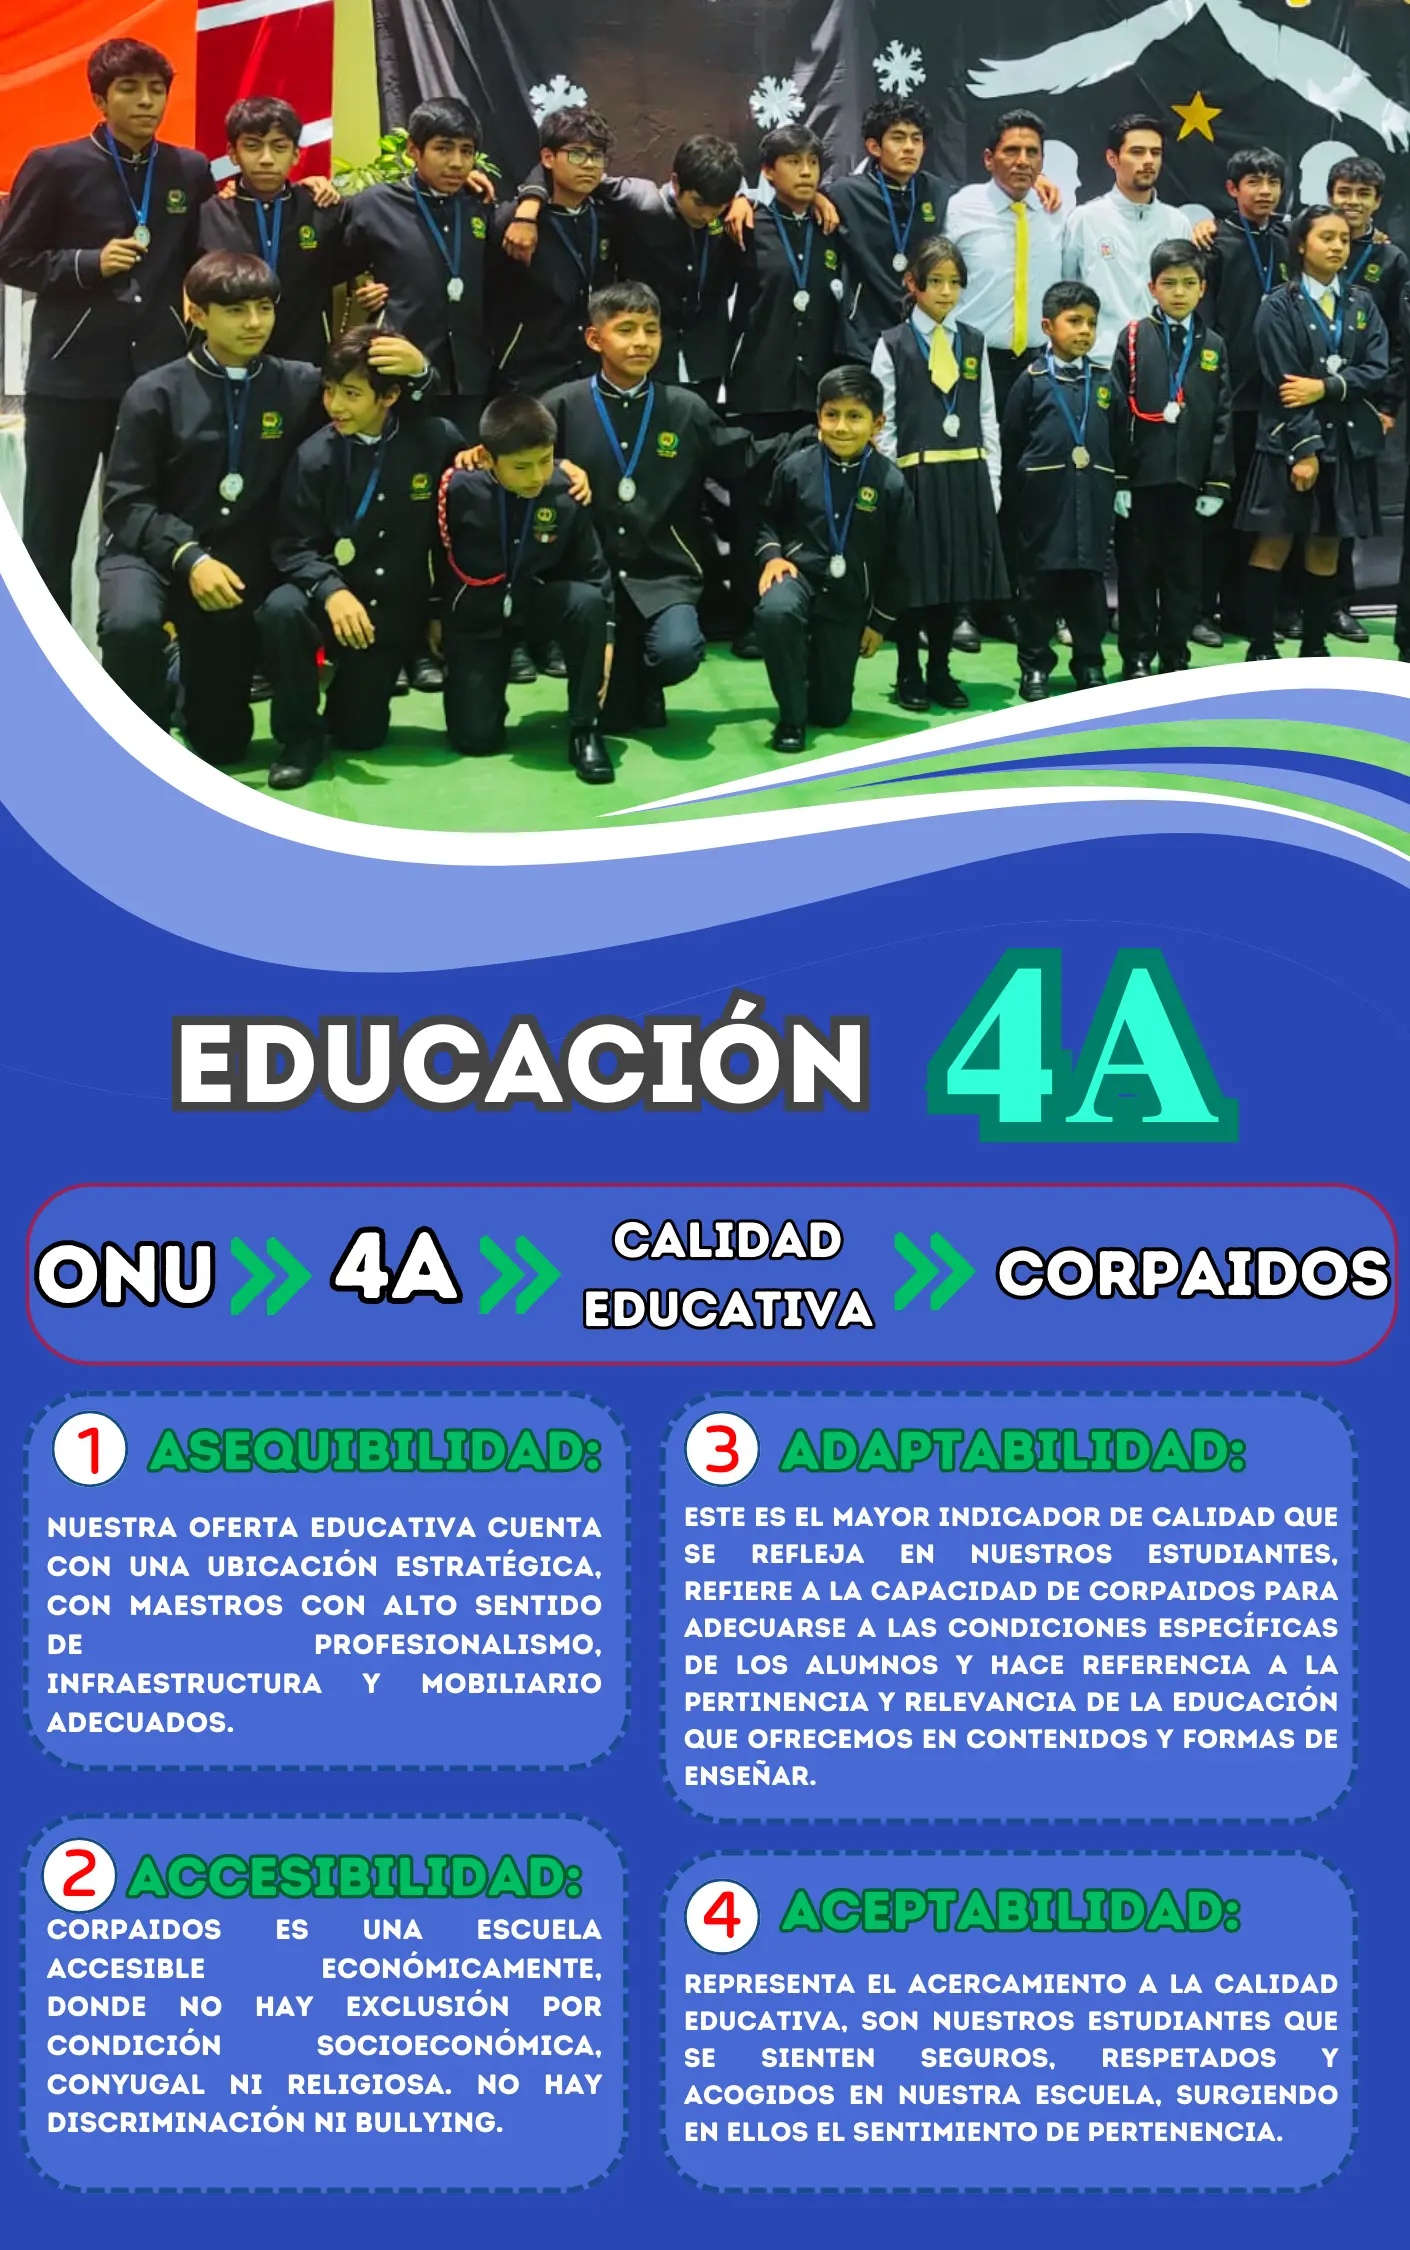 EDUCACIÓN 4A
ONU 4A CALIDAD EDUCATIVA CORPAIDOS
1 ASEQUIBILIDAD:
NUESTRA OFERTA EDUCATIVA CUENTA
CON UNA UBICACIÓN ESTRATÉGICA,
CON MAESTROS CON ALTO SENTIDO
DE PROFESIONALISMO,
INFRAESTRUCTURA Y MOBILIARIO
ADECUADOS.
2 ACCESIBILIDAD:
CORPAIDOS ES UNA ESCUELA
ACCESIBLE ECONÓMICAMENTE,
DONDE NO HAY EXCLUSIÓN POR
CONDICIÓN SOCIOECONÓMICA,
CONYUGAL NI RELIGIOSA. NO HAY
DISCRIMINACIÓN NI BULLYING.
3 ADAPTABILIDAD:
ESTE ES EL MAYOR INDICADOR DE CALIDAD QUE
SE REFLEJA EN NUESTROS ESTUDIANTES,
REFIERE A LA CAPACIDAD DE CORPAIDOS PARA
ADECUARSE A LAS CONDICIONES ESPECÍFICAS
DE LOS ALUMNOS Y HACE REFERENCIA A LA
PERTINENCIA Y RELEVANCIA DE LA EDUCACIÓN
QUE OFRECEMOS EN CONTENIDOS Y FORMAS DE
ENSEÑAR.
4 ACEPTABILIDAD:
REPRESENTA EL ACERCAMIENTO A LA CALIDAD
EDUCATIVA, SON NUESTROS ESTUDIANTES QUE
SE SIENTEN SEGUROS, RESPETADOS Y
ACOGIDOS EN NUESTRA ESCUELA, SURGIENDO
EN ELLOS EL SENTIMIENTO DE PERTENENCIA.